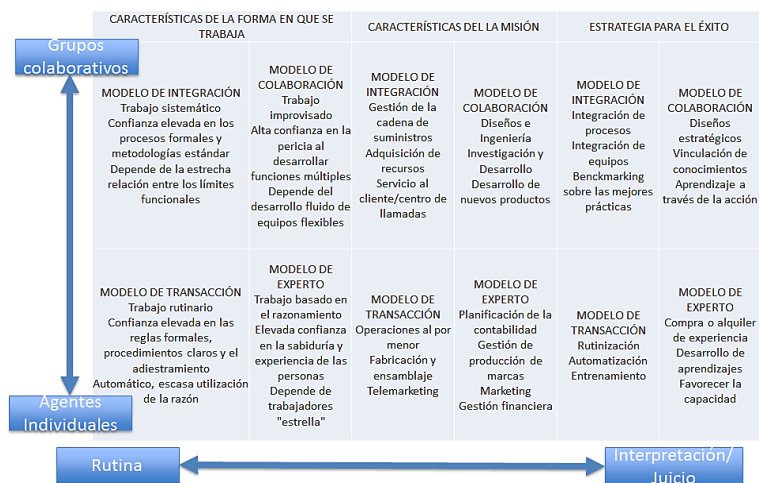 CARACTERÍSTICAS DE LA FORMA EN QUE SE
TRABAJA
CARACTERÍSTICAS DEL LA MISIÓN
ESTRATEGIA PARA EL ÉXITO
Grupos
colaborativos
MODELO DE INTEGRACIÓN
Trabajo sistemático
Confianza elevada en los
procesos formales y
metodologías estándar
Depende de la estrecha
relación entre los límites
funcionales
MODELO DE
COLABORACIÓN
Trabajo
improvisado
Alta confianza en la
pericia al
desarrollar
funciones múltiples
Depende del
desarrollo fluido de
equipos flexibles
MODELO DE
INTEGRACIÓN
Gestión de la
cadena de
suministros
Adquisición de
recursos
Servicio al
cliente/centro de
llamadas
MODELO DE
COLABORACIÓN
Diseños e
Ingeniería
Investigación y
Desarrollo
Desarrollo de
nuevos productos
MODELO DE
INTEGRACIÓN
Integración de
procesos
Integración de
equipos
Benckmarking
sobre las mejores
prácticas
MODELO DE
COLABORACIÓN
Diseños
estratégicos
Vinculación de
conocimientos
Aprendizaje a
través de la acción
MODELO DE TRANSACCIÓN
Trabajo rutinario
Confianza elevada en las
reglas formales,
procedimientos claros y el
adiestramiento
Automático, escasa utilización
de la razón
MODELO DE
EXPERTO
Trabajo basado en
el razonamiento
Elevada confianza
en la sabiduría y
experiencia de las
personas
Depende de
trabajadores
"estrella"
MODELO DE
TRANSACCIÓN
Operaciones al por
menor
Fabricación y
ensamblaje
Telemarketing
MODELO DE
EXPERTO
Planificación de la
contabilidad
Gestión de
producción de
marcas
Marketing
Gestión financiera
MODELO DE
TRANSACCIÓN
Rutinización
Automatización
Entrenamiento
MODELO DE
EXPERTO
Compra o alquiler
de experiencia
Desarrollo de
aprendizajes
Favorecer la
capacidad
Agentes
Individuales
Rutina
Interpretación/
Juicio